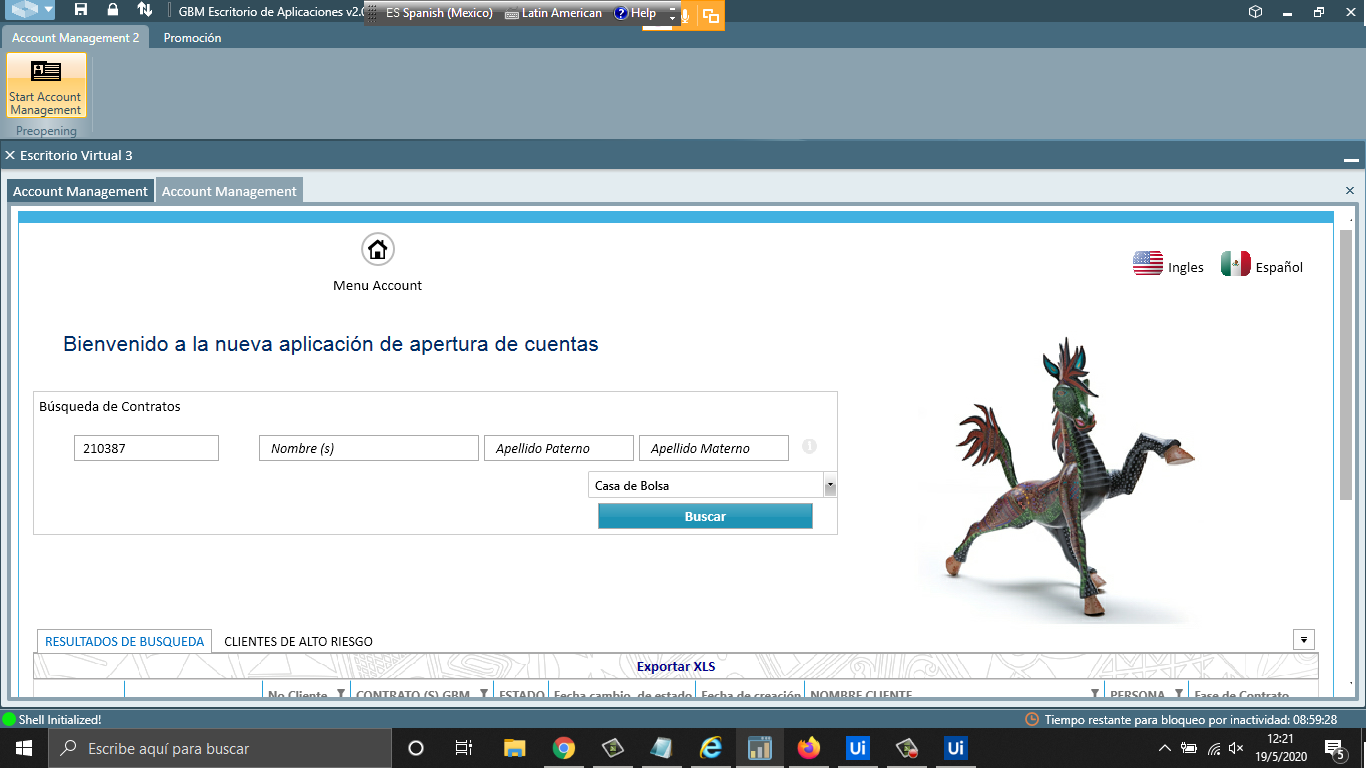 GBM Escritorio de Aplicaciones v2.0
ES Spanish (Mexico) Latin American Help
Account Management 2 Promoción
Start Account
Management
Preopening
Escritorio Virtual 3
Account Management Account Management
Menu Account
Ingles Español
Bienvenido a la nueva aplicación de apertura de cuentas
Búsqueda de Contratos
210387 Nombre (s) Apellido Paterno Apellido Materno
Casa de Bolsa
Buscar
RESULTADOS DE BUSQUEDA CLIENTES DE ALTO RIESGO
Exportar XLS
No Cliente CONTRATO (S) GBM ESTADO Fecha cambio de estado Fecha de creación NOMBRE CLIENTE PERSONA Fase de Contrato
Shell Initialized! Tiempo restante para bloqueo por inactividad: 08:59:28
Escribe aquí para buscar
Ui Ui
12:21
19/5/2020
5